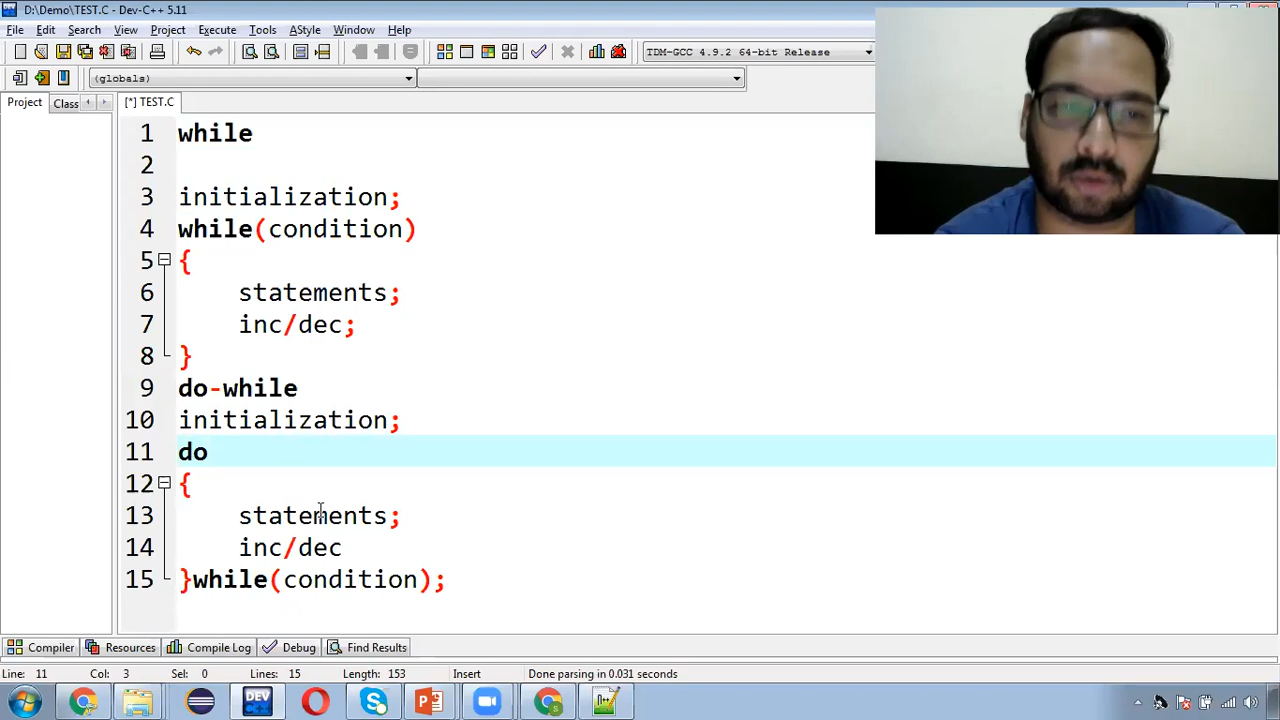 D:\Demo\TEST.C - Dev-C++ 5.11
File Edit Search View Project Execute Tools AStyle Window Help
TDM-GCC 4.9.2 64-bit Release
(globals)
Project Class [*] TEST.C
1 while
2
3 initialization;
4 while(condition)
5 {
6 statements;
7 inc/dec;
8 }
9 do-while
10 initialization;
11 do
12 {
13 statements;
14 inc/dec
15 }while(condition);
Compiler Resources Compile Log Debug Find Results
Line: 11 Col: 3 Sel: 0 Lines: 15 Length: 153 Insert Done parsing in 0.031 seconds
DEV C++